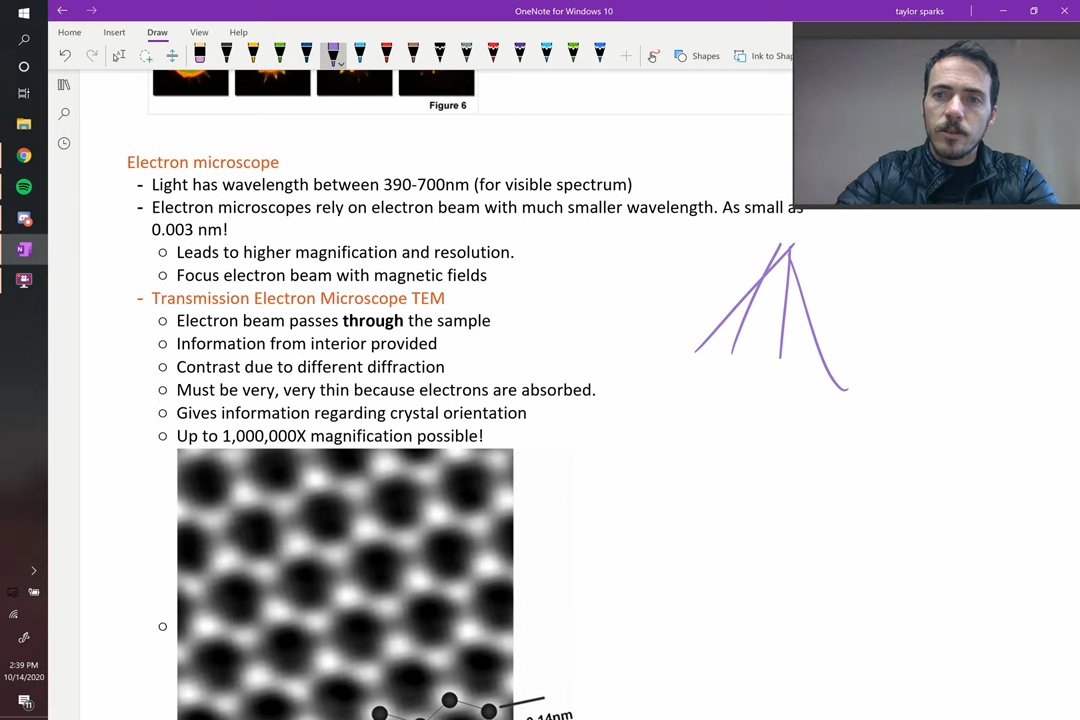 OneNote for Windows 10
taylor sparks
Home Insert Draw View Help
Shapes
Ink to Shap
Figure 6
Electron microscope
- Light has wavelength between 390-700nm (for visible spectrum)
- Electron microscopes rely on electron beam with much smaller wavelength. As small as
0.003 nm!
○ Leads to higher magnification and resolution.
○ Focus electron beam with magnetic fields
- Transmission Electron Microscope TEM
○ Electron beam passes through the sample
○ Information from interior provided
○ Contrast due to different diffraction
○ Must be very, very thin because electrons are absorbed.
○ Gives information regarding crystal orientation
○ Up to 1,000,000X magnification possible!
0.14nm
2:39 PM
10/14/2020